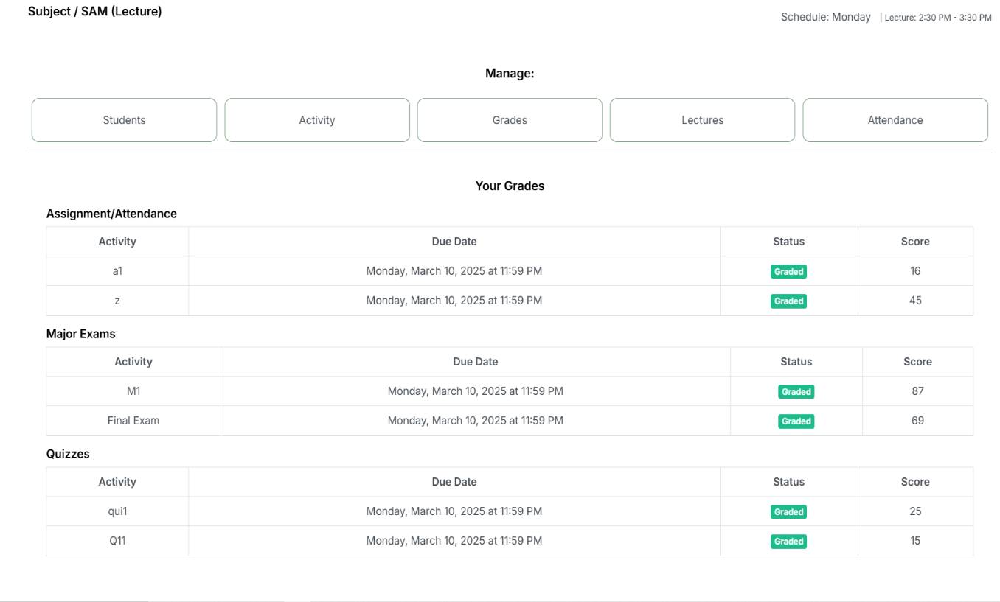 Subject / SAM (Lecture)
Schedule: Monday | Lecture: 2:30 PM - 3:30 PM
Manage:
Students Activity Grades Lectures Attendance
Your Grades
Assignment/Attendance
Activity Due Date Status Score
a1 Monday, March 10, 2025 at 11:59 PM Graded 16
z Monday, March 10, 2025 at 11:59 PM Graded 45
Major Exams
Activity Due Date Status Score
M1 Monday, March 10, 2025 at 11:59 PM Graded 87
Final Exam Monday, March 10, 2025 at 11:59 PM Graded 69
Quizzes
Activity Due Date Status Score
qui1 Monday, March 10, 2025 at 11:59 PM Graded 25
Q11 Monday, March 10, 2025 at 11:59 PM Graded 15